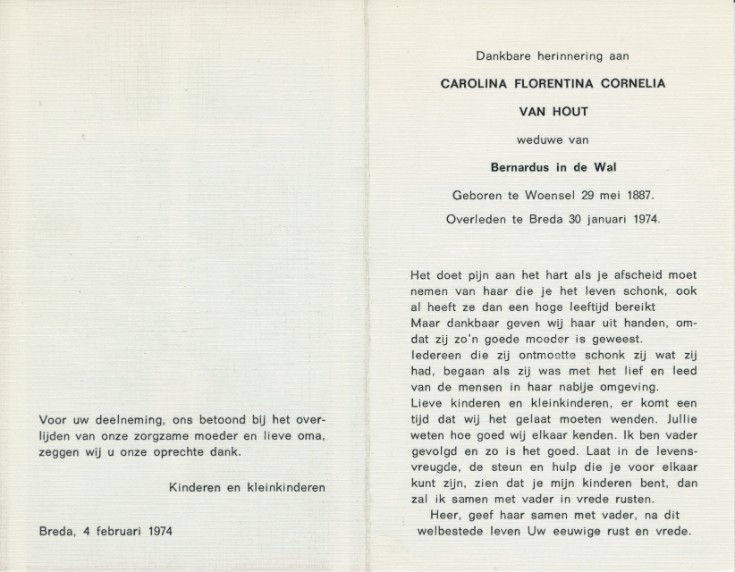 Voor uw deelneming, ons betoond bij het over-
lijden van onze zorgzame moeder en lieve oma,
zeggen wij u onze oprechte dank.
Kinderen en kleinkinderen
Breda, 4 februari 1974
Dankbare herinnering aan
CAROLINA FLORENTINA CORNELIA
VAN HOUT
weduwe van
Bernardus in de Wal
Geboren te Woensel 29 mei 1887.
Overleden te Breda 30 januari 1974.
Het doet pijn aan het hart als je afscheid moet
nemen van haar die je het leven schonk, ook
al heeft ze dan een hoge leeftijd bereikt
Maar dankbaar geven wij haar uit handen, om-
dat zij zo'n goede moeder is geweest.
Iedereen die zij ontmoette schonk zij wat zij
had, begaan als zij was met het lief en leed
van de mensen in haar nabije omgeving.
Lieve kinderen en kleinkinderen, er komt een
tijd dat wij het gelaat moeten wenden. Jullie
weten hoe goed wij elkaar kenden. Ik ben vader
gevolgd en zo is het goed. Laat in de levens-
vreugde, de steun en hulp die je voor elkaar
kunt zijn, zien dat je mijn kinderen bent, dan
zal ik samen met vader in vrede rusten.
Heer, geef haar samen met vader, na dit
welbestede leven Uw eeuwige rust en vrede.